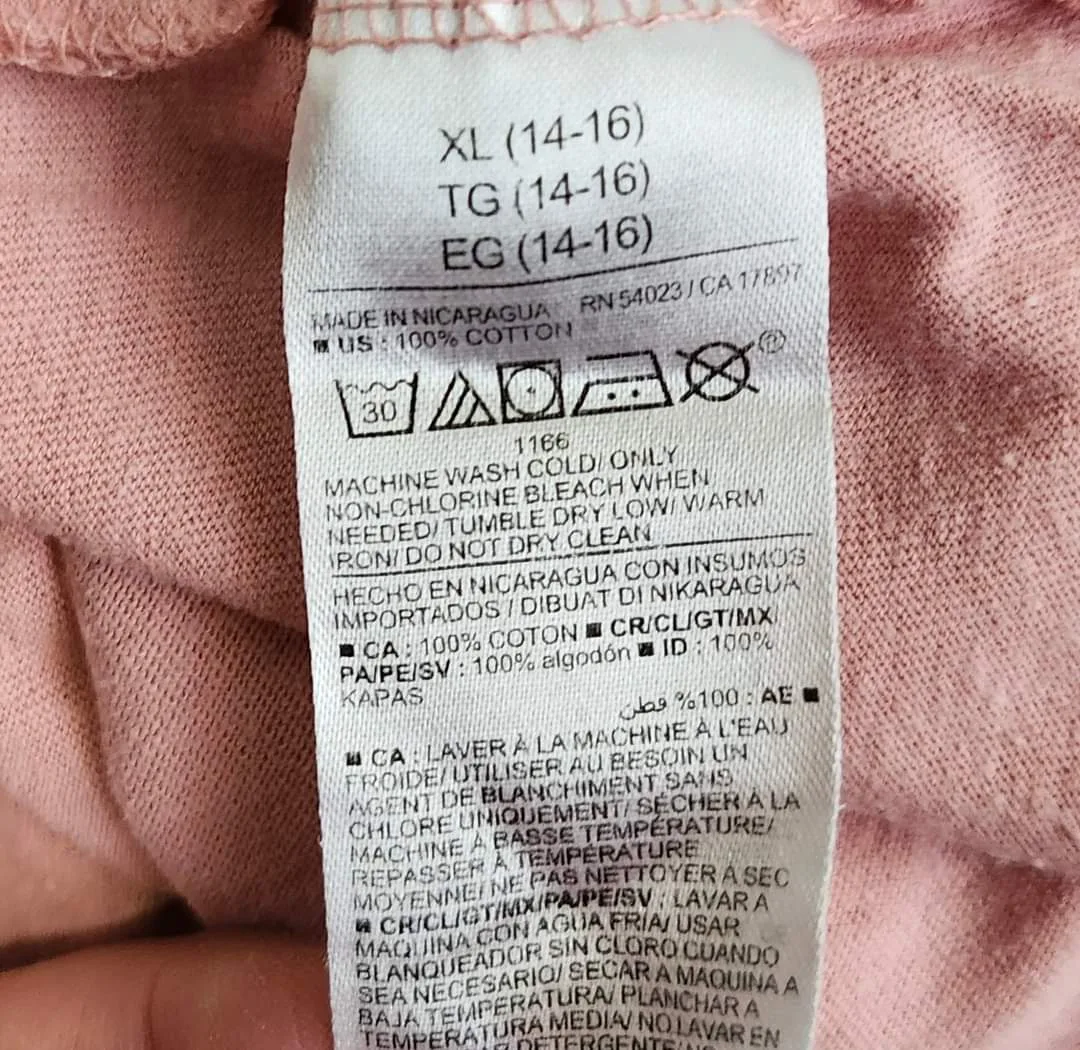 XL (14-16)
TG (14-16)
EG (14-16)
MADE IN NICARAGUA RN 54023 / CA 17897
■ US : 100% COTTON
30
P
1166
MACHINE WASH COLD/ ONLY
NON-CHLORINE BLEACH WHEN
NEEDED/ TUMBLE DRY LOW/ WARM
IRON/ DO NOT DRY CLEAN
HECHO EN NICARAGUA CON INSUMOS
IMPORTADOS / DIBUAT DI NIKARAGUA
■ CA : 100% COTON ■ CR/CL/GT/MX/
PA/PE/SV : 100% algodón ■ ID : 100%
KAPAS
■ AE : 100% قطن
■ CA : LAVER À LA MACHINE À L'EAU
FROIDE/ UTILISER AU BESOIN UN
AGENT DE BLANCHIMENT SANS
CHLORE UNIQUEMENT/ SÉCHER À LA
MACHINE À BASSE TEMPÉRATURE/
REPASSER À TEMPÉRATURE
MOYENNE/ NE PAS NETTOYER À SEC
■ CR/CL/GT/MX/PA/PE/SV : LAVAR A
MAQUINA CON AGUA FRIA/ USAR
BLANQUEADOR SIN CLORO CUANDO
SEA NECESARIO/ SECAR A MAQUINA A
BAJA TEMPERATURA/ PLANCHAR A
TEMPERATURA MEDIA/ NO LAVAR EN